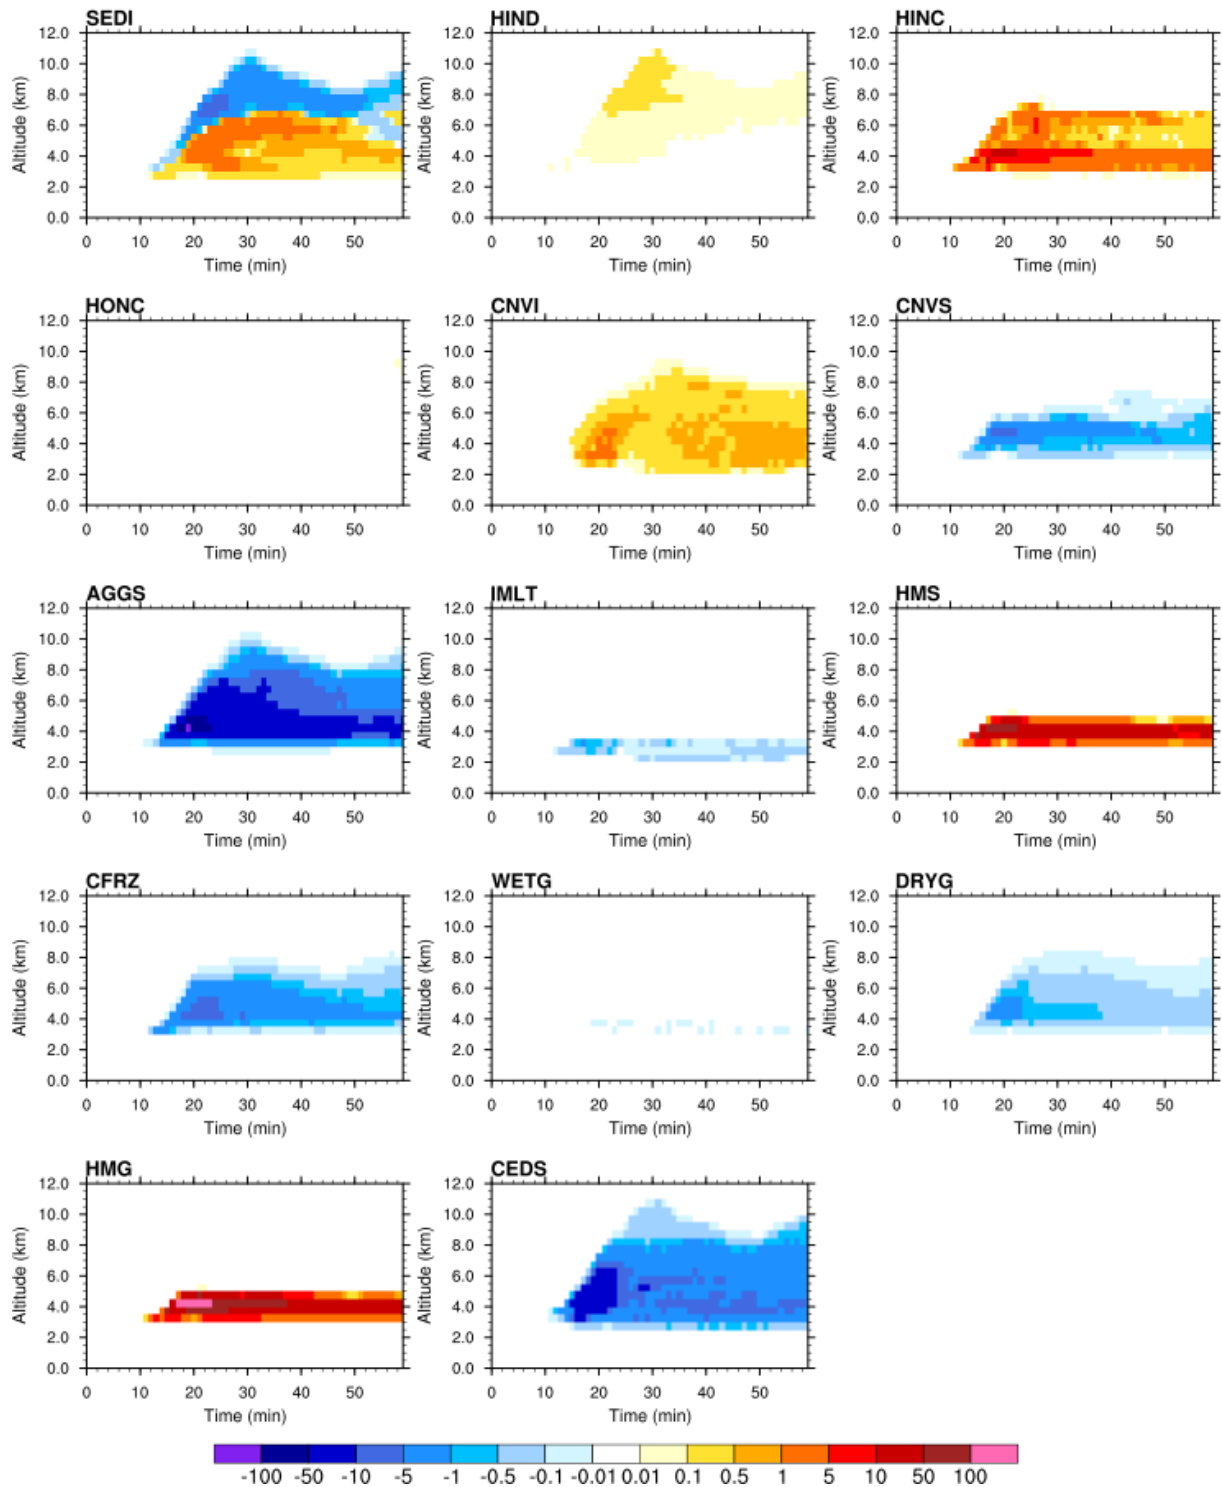 SEDI HIND HINC
12.0 12.0 12.0
10.0 10.0 10.0
8.0 8.0 8.0
6.0 6.0 6.0
4.0 4.0 4.0
2.0 2.0 2.0
0.0 0.0 0.0
Altitude (km) Altitude (km) Altitude (km)
0 10 20 30 40 50 0 10 20 30 40 50 0 10 20 30 40 50
Time (min) Time (min) Time (min)
HONC CNVI CNVS
12.0 12.0 12.0
10.0 10.0 10.0
8.0 8.0 8.0
6.0 6.0 6.0
4.0 4.0 4.0
2.0 2.0 2.0
0.0 0.0 0.0
Altitude (km) Altitude (km) Altitude (km)
0 10 20 30 40 50 0 10 20 30 40 50 0 10 20 30 40 50
Time (min) Time (min) Time (min)
AGGS IMLT HMS
12.0 12.0 12.0
10.0 10.0 10.0
8.0 8.0 8.0
6.0 6.0 6.0
4.0 4.0 4.0
2.0 2.0 2.0
0.0 0.0 0.0
Altitude (km) Altitude (km) Altitude (km)
0 10 20 30 40 50 0 10 20 30 40 50 0 10 20 30 40 50
Time (min) Time (min) Time (min)
CFRZ WETG DRYG
12.0 12.0 12.0
10.0 10.0 10.0
8.0 8.0 8.0
6.0 6.0 6.0
4.0 4.0 4.0
2.0 2.0 2.0
0.0 0.0 0.0
Altitude (km) Altitude (km) Altitude (km)
0 10 20 30 40 50 0 10 20 30 40 50 0 10 20 30 40 50
Time (min) Time (min) Time (min)
HMG CEDS
12.0 12.0
10.0 10.0
8.0 8.0
6.0 6.0
4.0 4.0
2.0 2.0
0.0 0.0
Altitude (km) Altitude (km)
0 10 20 30 40 50 0 10 20 30 40 50
Time (min) Time (min)
-100 -50 -10 -5 -1 -0.5 -0.1 -0.01 0.01 0.1 0.5 1 5 10 50 100